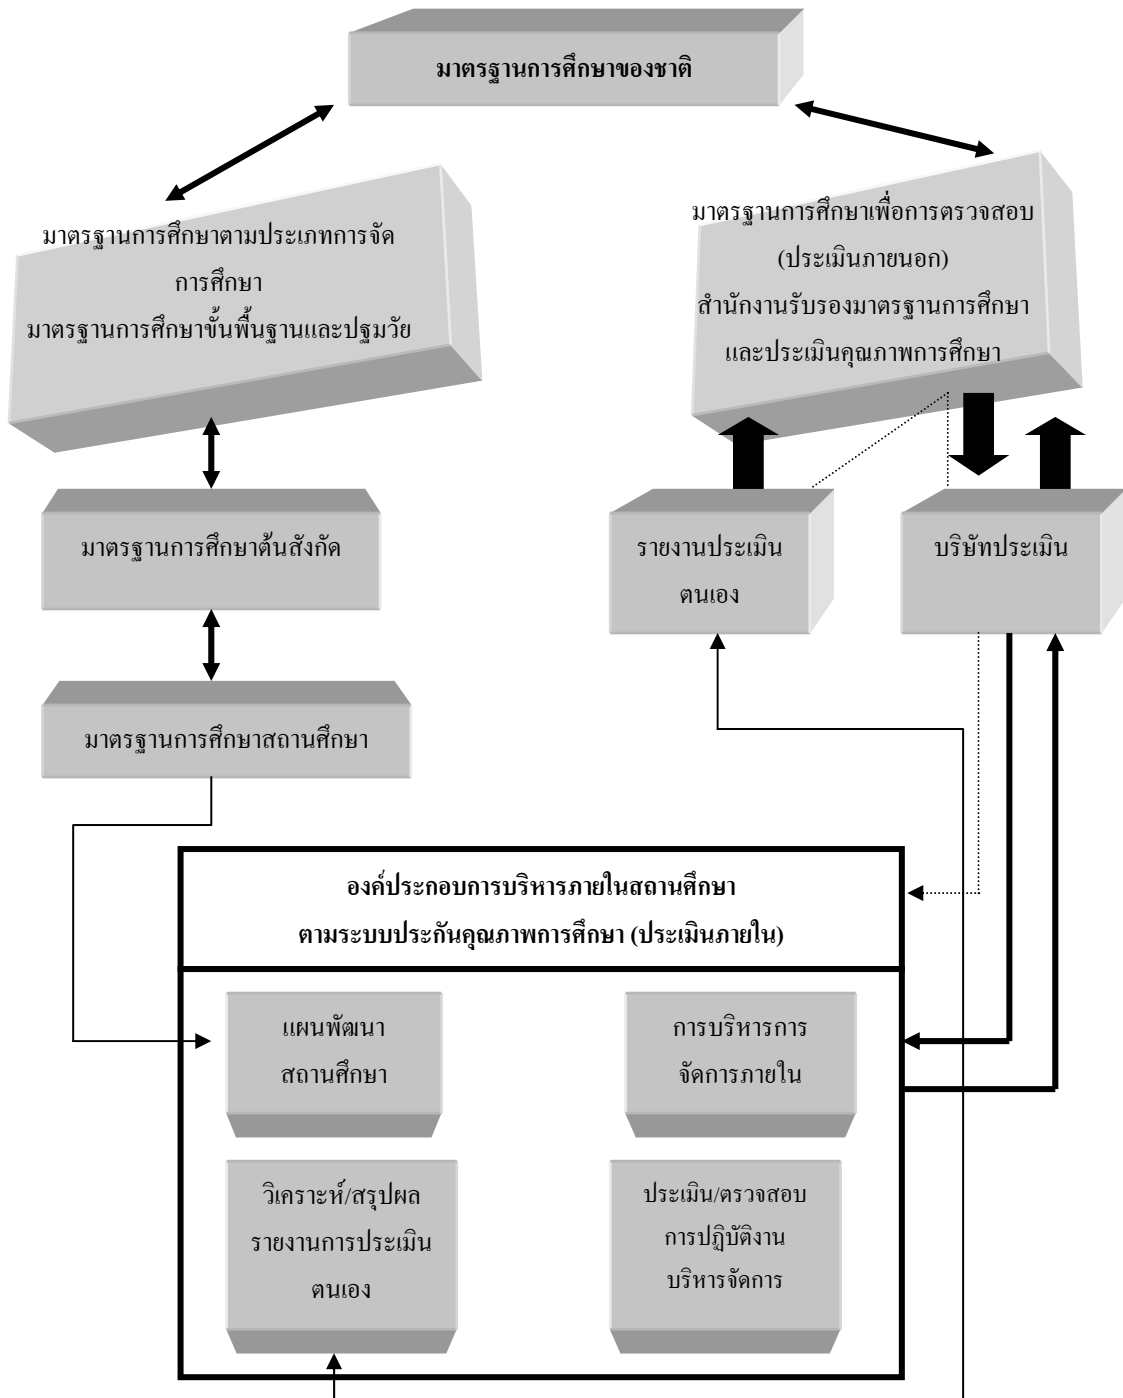 มาตรฐานการศึกษาของชาติ
มาตรฐานการศึกษาตามประเภทการจัด
การศึกษา
มาตรฐานการศึกษาขั้นพื้นฐานและปฐมวัย
มาตรฐานการศึกษาเพื่อการตรวจสอบ
(ประเมินภายนอก)
สำนักงานรับรองมาตรฐานการศึกษา
และประเมินคุณภาพการศึกษา
มาตรฐานการศึกษาต้นสังกัด
รายงานประเมิน
ตนเอง
บริษัทประเมิน
มาตรฐานการศึกษาสถานศึกษา
องค์ประกอบการบริหารภายในสถานศึกษา
ตามระบบประกันคุณภาพการศึกษา (ประเมินภายใน)
แผนพัฒนา
สถานศึกษา
การบริหารการ
จัดการภายใน
วิเคราะห์/สรุปผล
รายงานการประเมิน
ตนเอง
ประเมิน/ตรวจสอบ
การปฏิบัติงาน
บริหารจัดการ